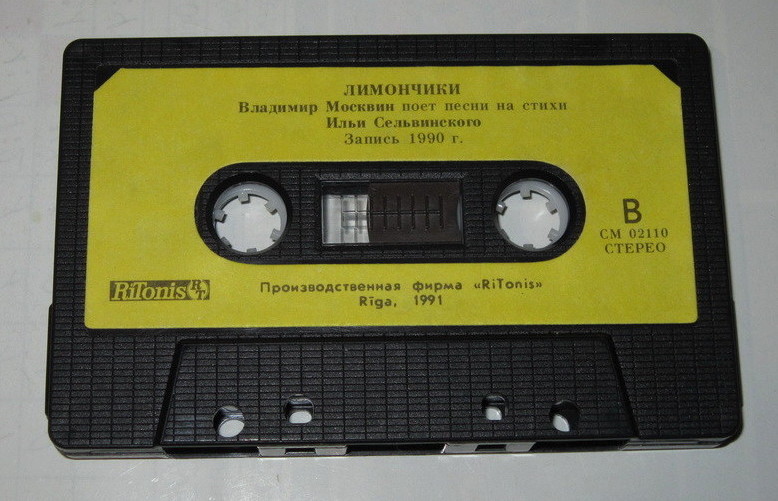 ЛИМОНЧИКИ
Владимир Москвин поет песни на стихи
Ильи Сельвинского
Запись 1990 г.
B
СМ 02110
СТЕРЕО
RiTonis RT
Производственная фирма «RiTonis»
Rīga, 1991